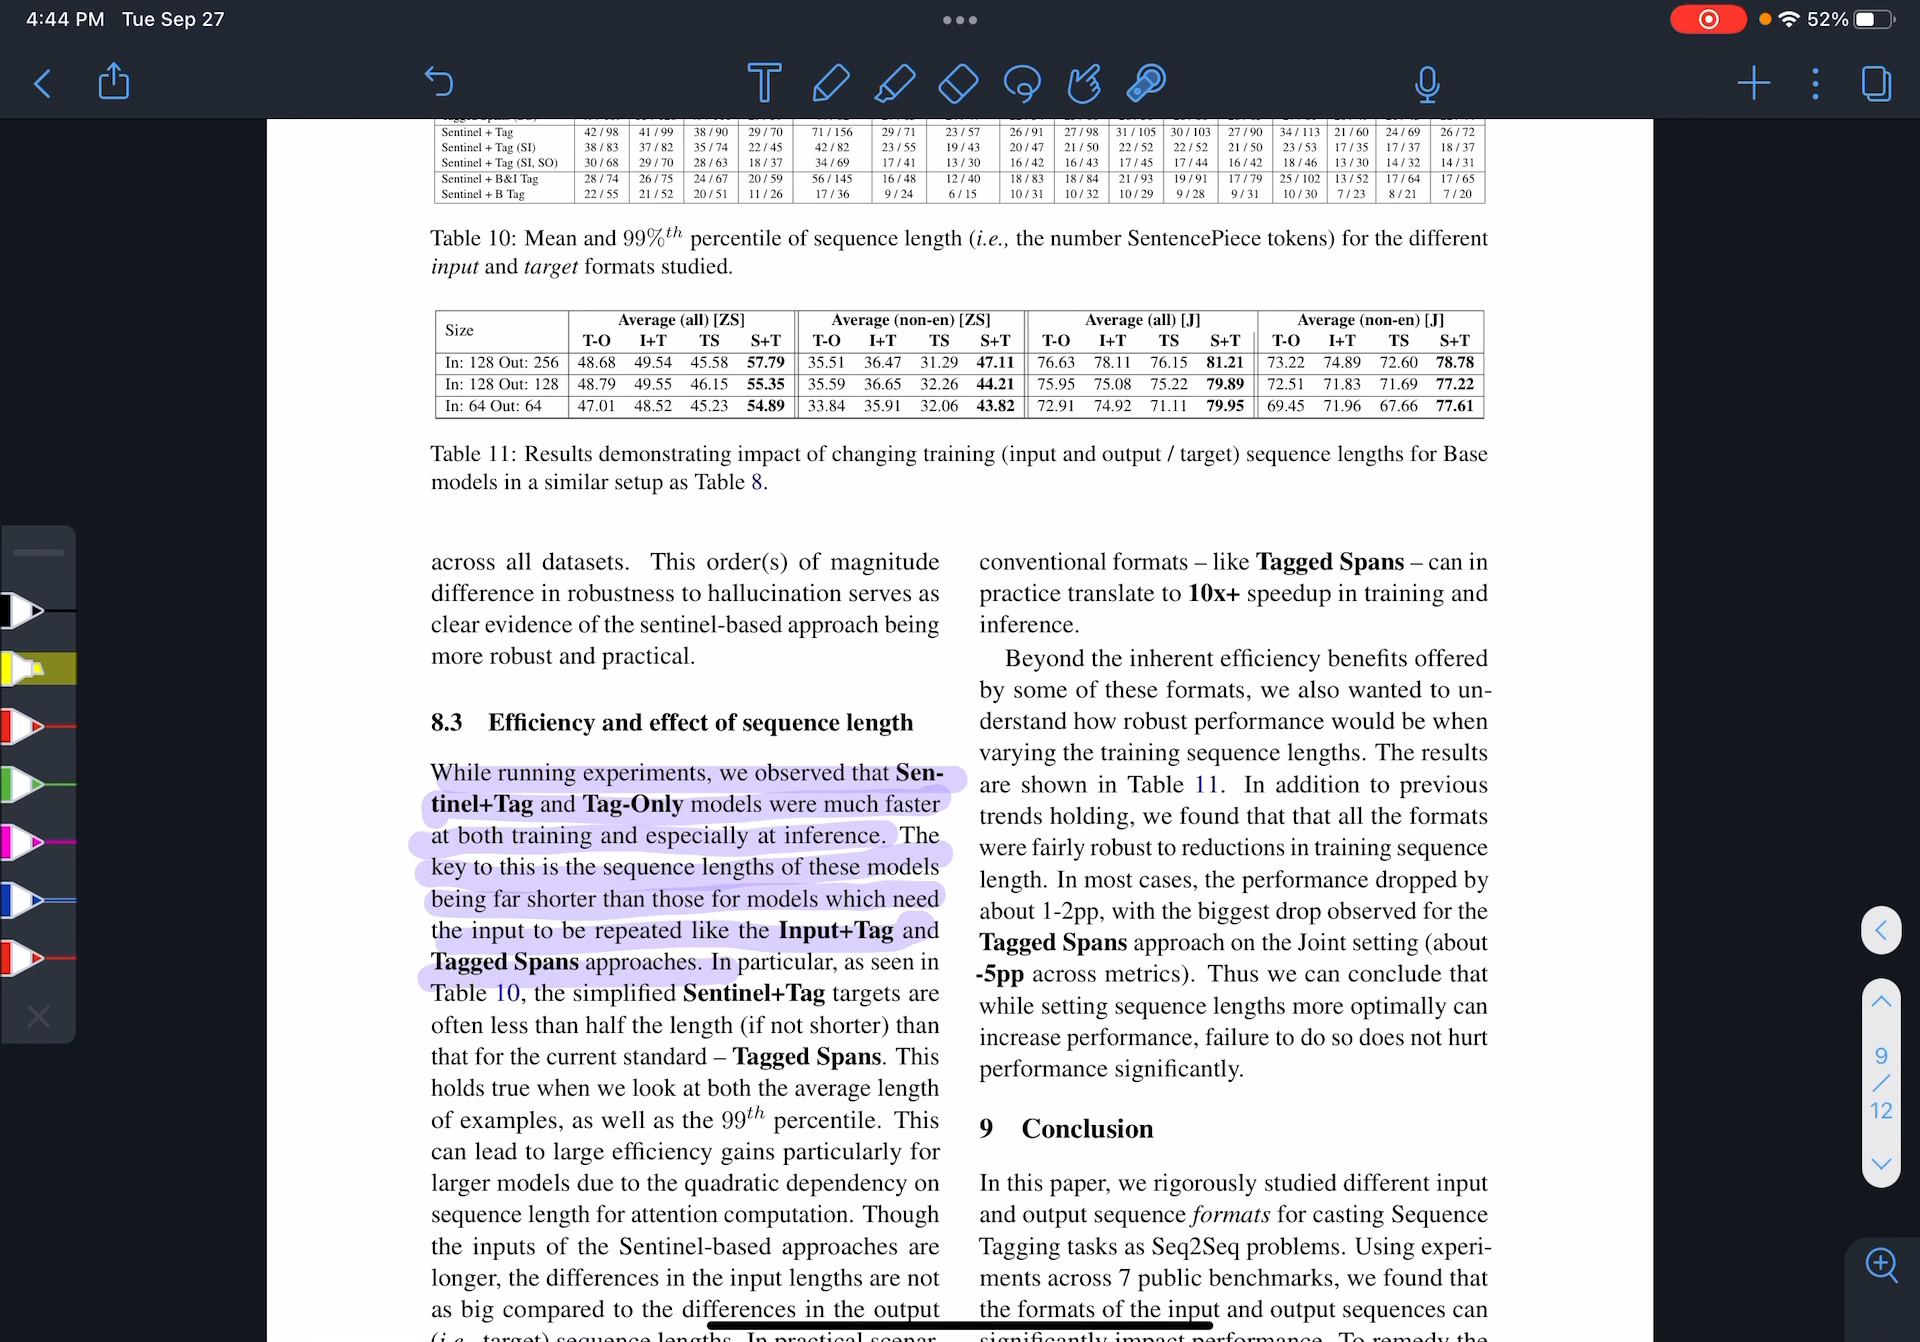 4:44 PM Tue Sep 27
52%
Sentinel + Tag 42 / 98 41 / 99 38 / 90 29 / 70 71 / 156 29 / 71 23 / 57 26 / 91 27 / 98 31 / 105 30 / 103 27 / 90 34 / 113 21 / 60 24 / 69 26 / 72
Sentinel + Tag (SI) 38 / 83 37 / 82 35 / 74 22 / 45 42 / 82 23 / 55 19 / 43 20 / 47 21 / 50 22 / 52 22 / 52 21 / 50 23 / 53 17 / 35 17 / 37 18 / 37
Sentinel + Tag (SI, SO) 30 / 68 29 / 70 28 / 63 18 / 37 34 / 69 17 / 41 13 / 30 16 / 42 16 / 43 17 / 45 17 / 44 16 / 42 18 / 46 13 / 30 14 / 32 14 / 31
Sentinel + B&I Tag 28 / 74 26 / 75 24 / 67 20 / 59 56 / 145 16 / 48 12 / 40 18 / 83 18 / 84 21 / 93 19 / 91 17 / 79 25 / 102 13 / 52 17 / 64 17 / 65
Sentinel + B Tag 22 / 55 21 / 52 20 / 51 11 / 26 17 / 36 9 / 24 6 / 15 10 / 31 10 / 32 10 / 29 9 / 28 9 / 31 10 / 30 7 / 23 8 / 21 7 / 20
Table 10: Mean and 99%th percentile of sequence length (i.e., the number SentencePiece tokens) for the different
input and target formats studied.
Size Average (all) [ZS] Average (non-en) [ZS] Average (all) [J] Average (non-en) [J]
T-O I+T TS S+T T-O I+T TS S+T T-O I+T TS S+T T-O I+T TS S+T
In: 128 Out: 256 48.68 49.54 45.58 57.79 35.51 36.47 31.29 47.11 76.63 78.11 76.15 81.21 73.22 74.89 72.60 78.78
In: 128 Out: 128 48.79 49.55 46.15 55.35 35.59 36.65 32.26 44.21 75.95 75.08 75.22 79.89 72.51 71.83 71.69 77.22
In: 64 Out: 64 47.01 48.52 45.23 54.89 33.84 35.91 32.06 43.82 72.91 74.92 71.11 79.95 69.45 71.96 67.66 77.61
Table 11: Results demonstrating impact of changing training (input and output / target) sequence lengths for Base
models in a similar setup as Table 8.
across all datasets. This order(s) of magnitude
difference in robustness to hallucination serves as
clear evidence of the sentinel-based approach being
more robust and practical.
8.3 Efficiency and effect of sequence length
While running experiments, we observed that Sen-
tinel+Tag and Tag-Only models were much faster
at both training and especially at inference. The
key to this is the sequence lengths of these models
being far shorter than those for models which need
the input to be repeated like the Input+Tag and
Tagged Spans approaches. In particular, as seen in
Table 10, the simplified Sentinel+Tag targets are
often less than half the length (if not shorter) than
that for the current standard – Tagged Spans. This
holds true when we look at both the average length
of examples, as well as the 99th percentile. This
can lead to large efficiency gains particularly for
larger models due to the quadratic dependency on
sequence length for attention computation. Though
the inputs of the Sentinel-based approaches are
longer, the differences in the input lengths are not
as big compared to the differences in the output
(i.e., target) sequence lengths. In practical scenar-
conventional formats – like Tagged Spans – can in
practice translate to 10x+ speedup in training and
inference.
Beyond the inherent efficiency benefits offered
by some of these formats, we also wanted to un-
derstand how robust performance would be when
varying the training sequence lengths. The results
are shown in Table 11. In addition to previous
trends holding, we found that that all the formats
were fairly robust to reductions in training sequence
length. In most cases, the performance dropped by
about 1-2pp, with the biggest drop observed for the
Tagged Spans approach on the Joint setting (about
-5pp across metrics). Thus we can conclude that
while setting sequence lengths more optimally can
increase performance, failure to do so does not hurt
performance significantly.
9 Conclusion
In this paper, we rigorously studied different input
and output sequence formats for casting Sequence
Tagging tasks as Seq2Seq problems. Using experi-
ments across 7 public benchmarks, we found that
the formats of the input and output sequences can
significantly impact performance. To remedy the
9
/
12